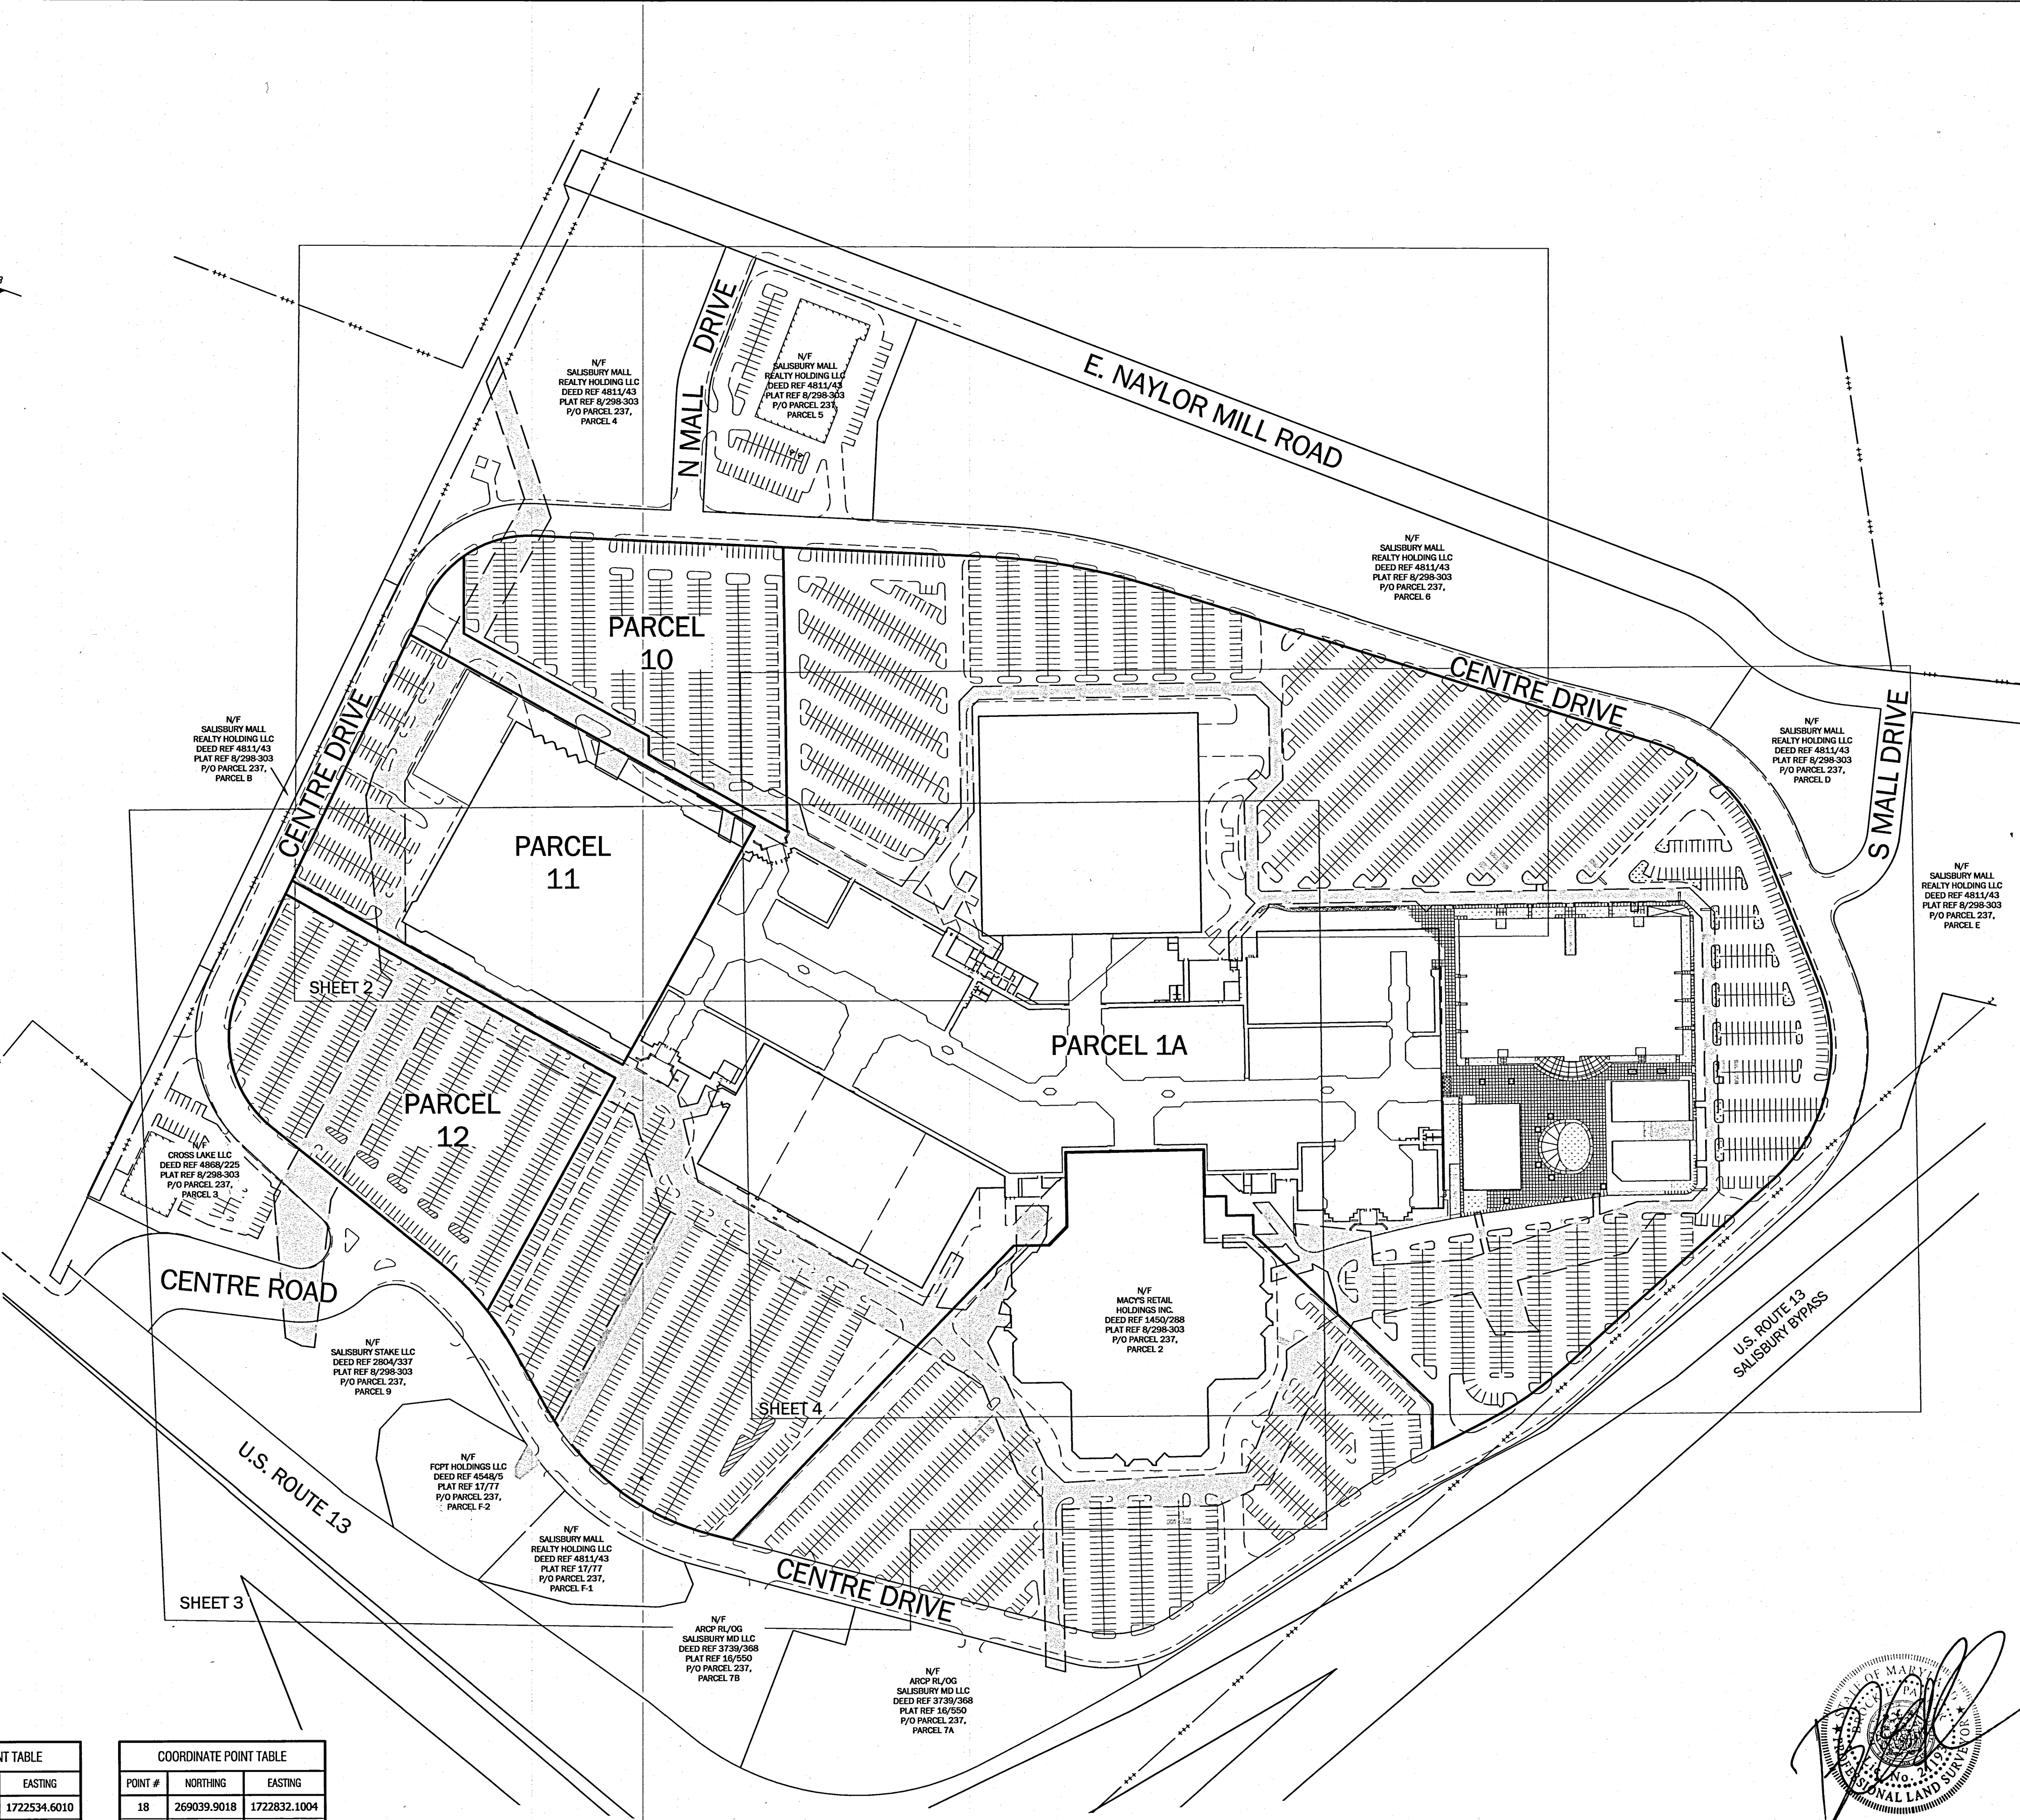 E. NAYLOR MILL ROAD
N MALL DRIVE
N/F
SALISBURY MALL
REALTY HOLDING LLC
DEED REF 4811/43
PLAT REF 8/298-303
P/O PARCEL 237,
PARCEL 4
N/F
SALISBURY MALL
REALTY HOLDING LLC
DEED REF 4811/43
PLAT REF 8/298-303
P/O PARCEL 237,
PARCEL 5
N/F
SALISBURY MALL
REALTY HOLDING LLC
DEED REF 4811/43
PLAT REF 8/298-303
P/O PARCEL 237,
PARCEL 6
PARCEL
10
CENTRE DRIVE
N/F
SALISBURY MALL
REALTY HOLDING LLC
DEED REF 4811/43
PLAT REF 8/298-303
P/O PARCEL 237,
PARCEL B
CENTRE DRIVE
N/F
SALISBURY MALL
REALTY HOLDING LLC
DEED REF 4811/43
PLAT REF 8/298-303
P/O PARCEL 237,
PARCEL D
S MALL DRIVE
PARCEL
11
N/F
SALISBURY MALL
REALTY HOLDING LLC
DEED REF 4811/43
PLAT REF 8/298-303
P/O PARCEL 237,
PARCEL E
SHEET 2
PARCEL 1A
PARCEL
12
N/F
CROSS LAKE LLC
DEED REF 4868/225
PLAT REF 8/298-303
P/O PARCEL 237,
PARCEL 3
CENTRE ROAD
N/F
MACY'S RETAIL
HOLDINGS INC.
DEED REF 1450/288
PLAT REF 8/298-303
P/O PARCEL 237,
PARCEL 2
U.S. ROUTE 13
SALISBURY BYPASS
N/F
SALISBURY STAKE LLC
DEED REF 2804/337
PLAT REF 8/298-303
P/O PARCEL 237,
PARCEL 9
SHEET 4
U.S. ROUTE 13
N/F
FCPT HOLDINGS LLC
DEED REF 4548/5
PLAT REF 17/77
P/O PARCEL 237,
PARCEL F-2
N/F
SALISBURY MALL
REALTY HOLDING LLC
DEED REF 4811/43
PLAT REF 17/77
P/O PARCEL 237,
PARCEL F-1
CENTRE DRIVE
SHEET 3
N/F
ARCP RL/OG
SALISBURY MD LLC
DEED REF 3739/368
PLAT REF 16/550
P/O PARCEL 237,
PARCEL 7B
N/F
ARCP RL/OG
SALISBURY MD LLC
DEED REF 3739/368
PLAT REF 16/550
P/O PARCEL 237,
PARCEL 7A
PROFESSIONAL LAND SURVEYOR
NT TABLE
EASTING
1722534.6010
COORDINATE POINT TABLE
POINT # NORTHING EASTING
18 269039.9018 1722832.1004